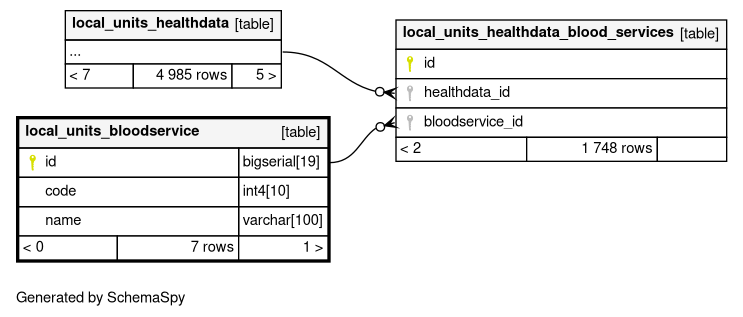 local_units_healthdata [table]
...
< 7 4 985 rows 5 >
local_units_healthdata_blood_services [table]
id
healthdata_id
bloodservice_id
< 2 1 748 rows
local_units_bloodservice [table]
id bigserial[19]
code int4[10]
name varchar[100]
< 0 7 rows 1 >
Generated by SchemaSpy